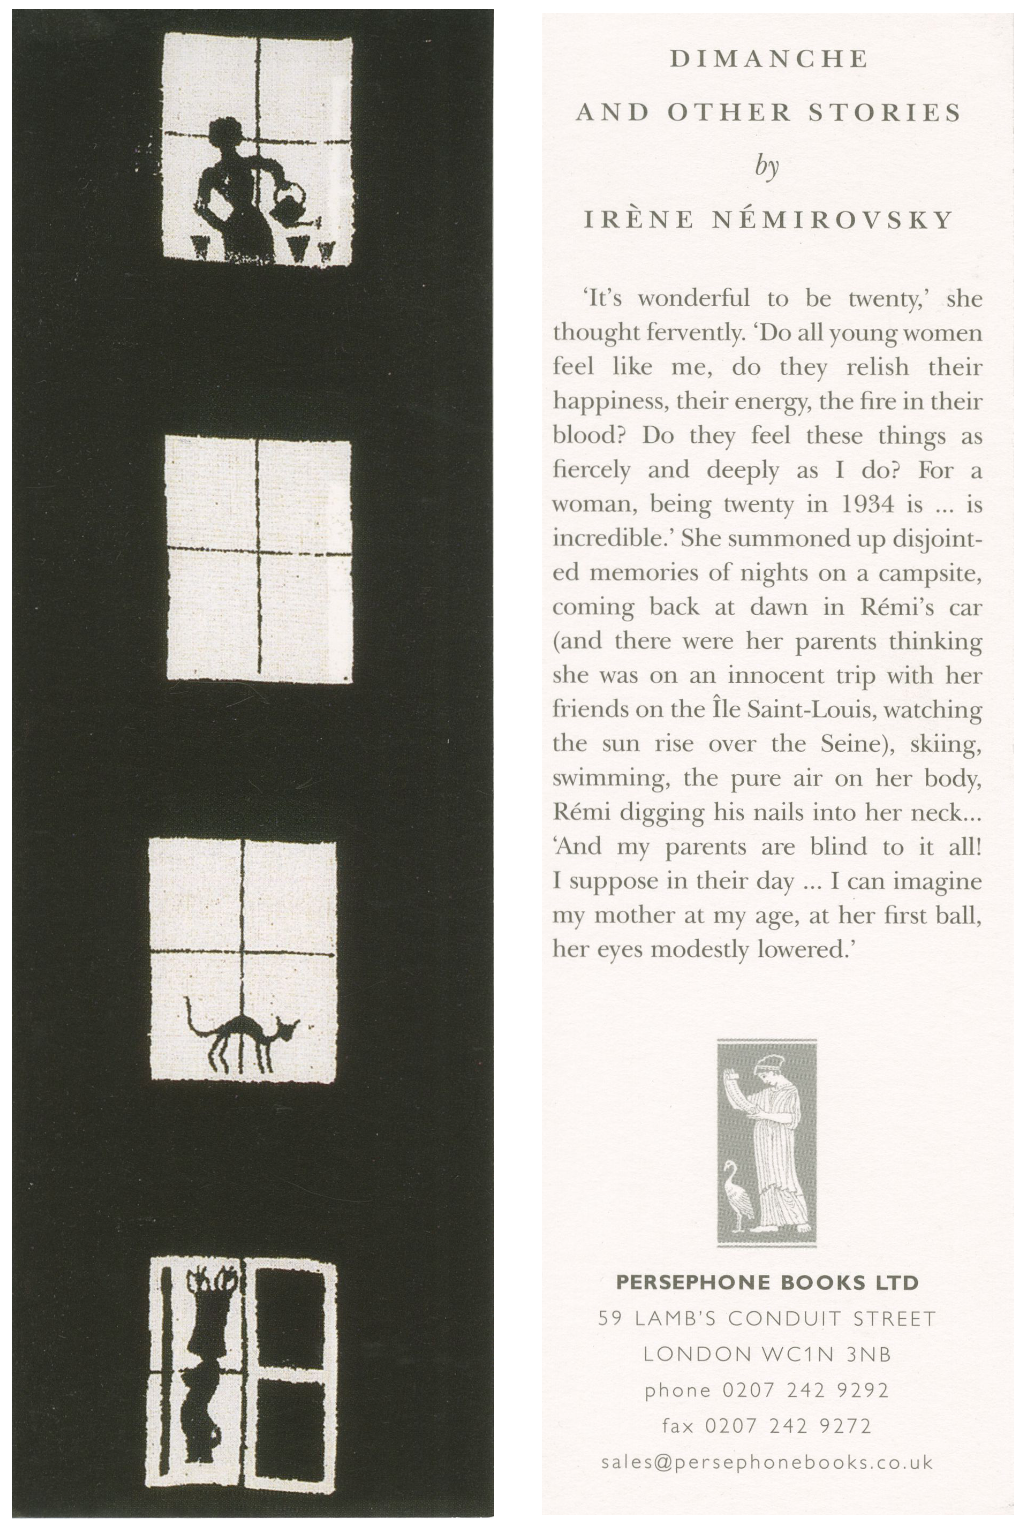 DIMANCHE
AND OTHER STORIES
by
IRÈNE NÉMIROVSKY
‘It’s wonderful to be twenty,’ she
thought fervently. ‘Do all young women
feel like me, do they relish their
happiness, their energy, the fire in their
blood? Do they feel these things as
fiercely and deeply as I do? For a
woman, being twenty in 1934 is ... is
incredible.’ She summoned up disjoint-
ed memories of nights on a campsite,
coming back at dawn in Rémi’s car
(and there were her parents thinking
she was on an innocent trip with her
friends on the Île Saint-Louis, watching
the sun rise over the Seine), skiing,
swimming, the pure air on her body,
Rémi digging his nails into her neck...
‘And my parents are blind to it all!
I suppose in their day ... I can imagine
my mother at my age, at her first ball,
her eyes modestly lowered.’
PERSEPHONE BOOKS LTD
59 LAMB’S CONDUIT STREET
LONDON WC1N 3NB
phone 0207 242 9292
fax 0207 242 9272
sales@persephonebooks.co.uk